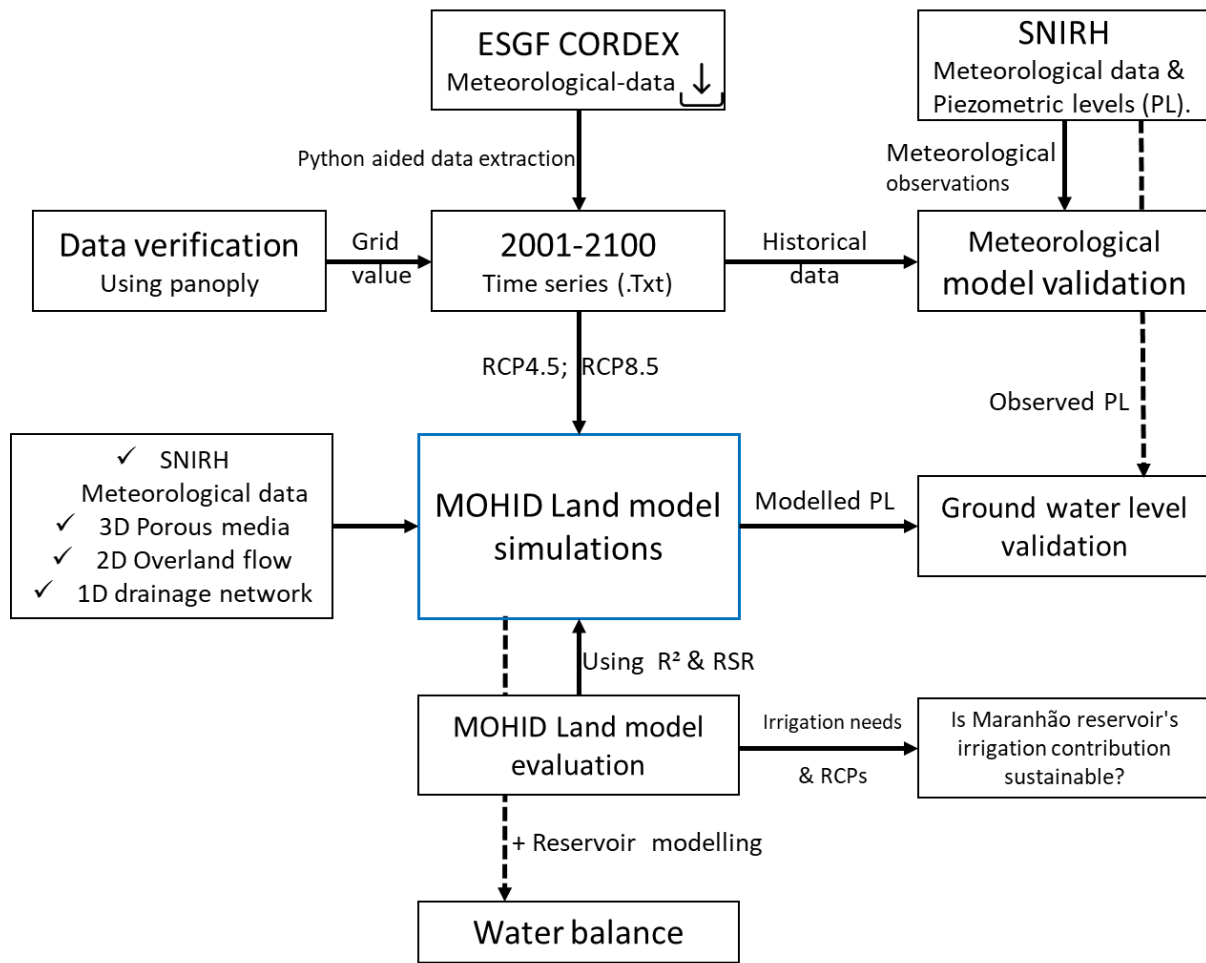 ESGF CORDEX
Meteorological-data
SNIRH
Meteorological data &
Piezometric levels (PL).
Python aided data extraction
Meteorological
observations
Data verification
Using panoply
Grid
value
2001-2100
Time series (.Txt)
Historical
data
Meteorological
model validation
RCP4.5; RCP8.5
Observed PL
✓ SNIRH
Meteorological data
✓ 3D Porous media
✓ 2D Overland flow
✓ 1D drainage network
MOHID Land model
simulations
Modelled PL
Ground water level
validation
Using R² & RSR
MOHID Land model
evaluation
Irrigation needs
& RCPs
Is Maranhão reservoir's
irrigation contribution
sustainable?
+ Reservoir modelling
Water balance